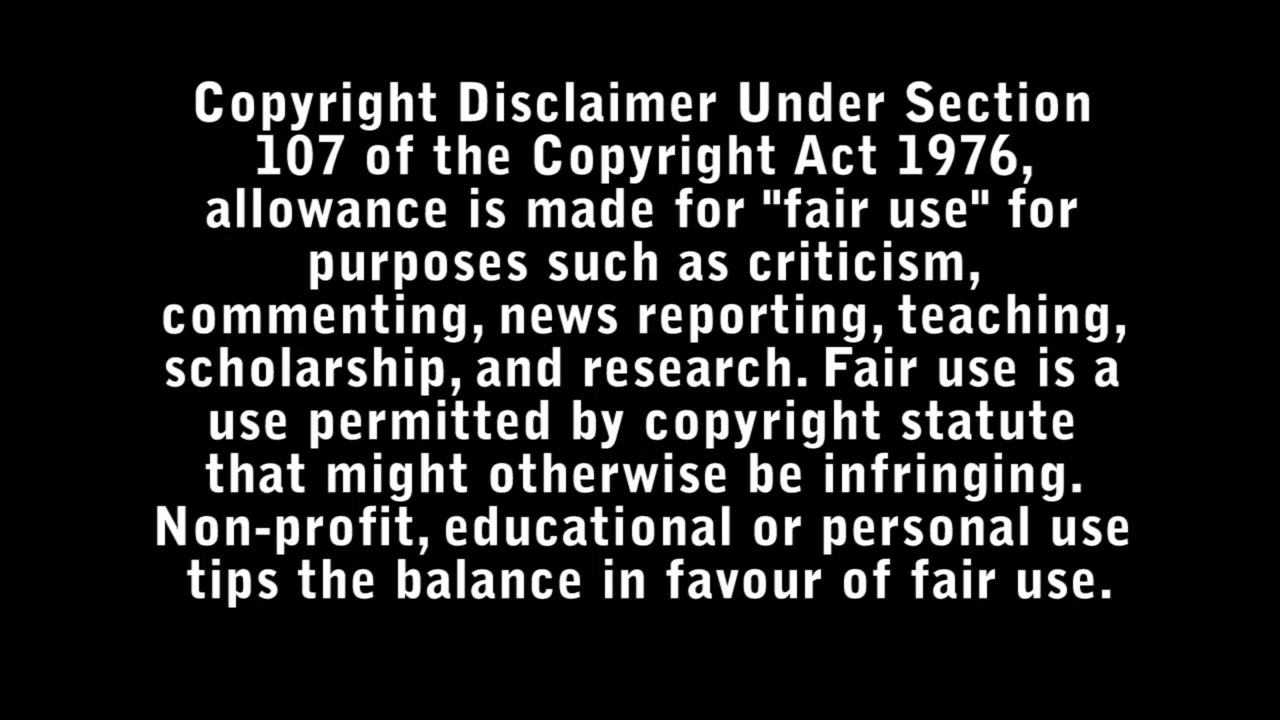 Copyright Disclaimer Under Section
107 of the Copyright Act 1976,
allowance is made for "fair use" for
purposes such as criticism,
commenting, news reporting, teaching,
scholarship, and research. Fair use is a
use permitted by copyright statute
that might otherwise be infringing.
Non-profit, educational or personal use
tips the balance in favour of fair use.